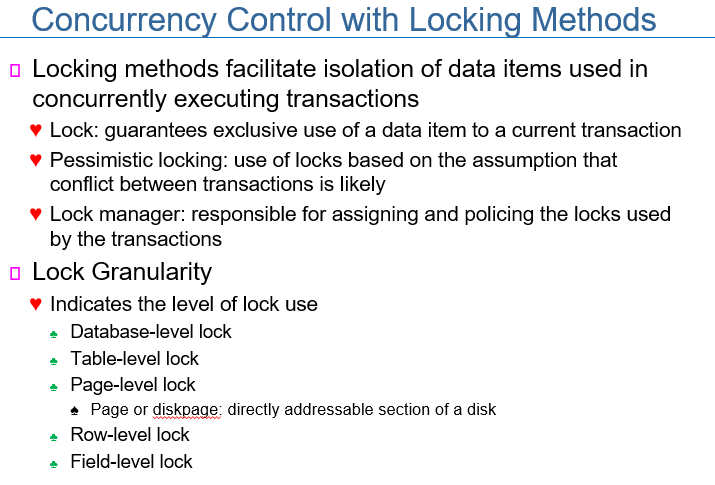 Concurrency Control with Locking Methods
Locking methods facilitate isolation of data items used in
concurrently executing transactions
Lock: guarantees exclusive use of a data item to a current transaction
Pessimistic locking: use of locks based on the assumption that
conflict between transactions is likely
Lock manager: responsible for assigning and policing the locks used
by the transactions
Lock Granularity
Indicates the level of lock use
Database-level lock
Table-level lock
Page-level lock
Page or diskpage: directly addressable section of a disk
Row-level lock
Field-level lock